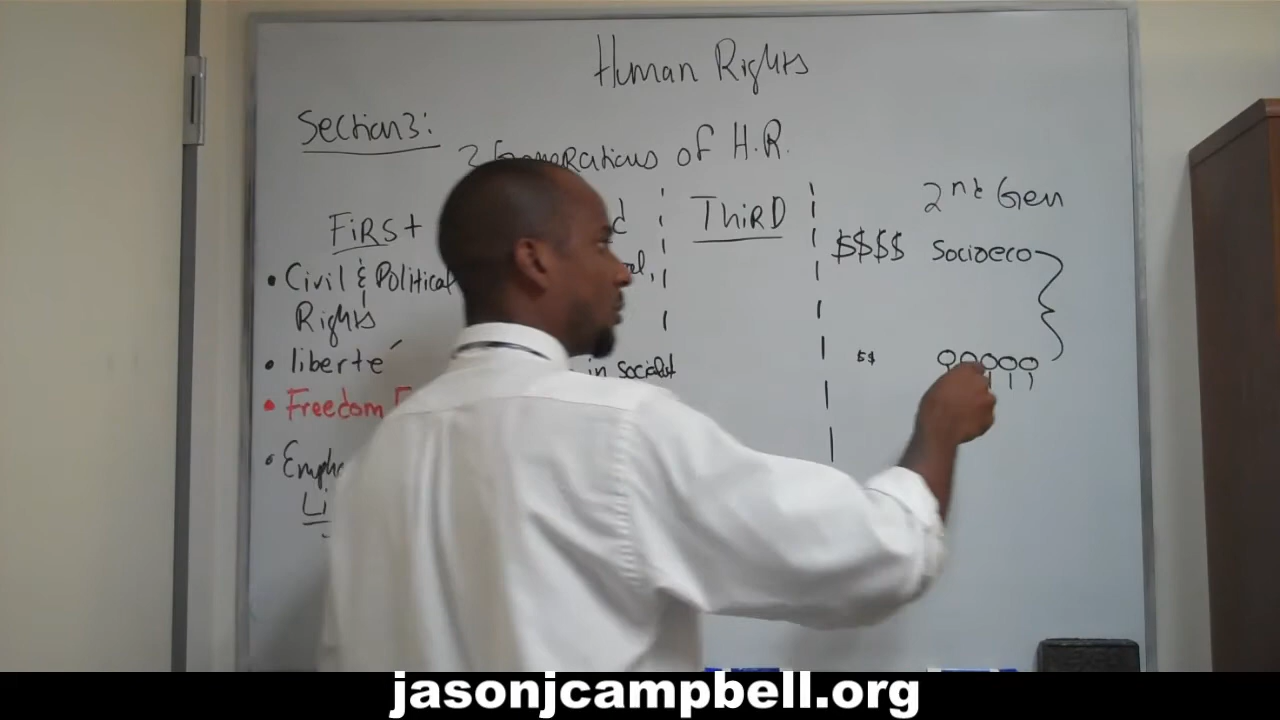 Human Rights
Section 3:
Generations of H.R.
First
THIRD
• Civil & Political
Rights
• liberté
• Freedom
in socialist
2nd Gen
$$$$ Socioeco
$$
jasonjcampbell.org